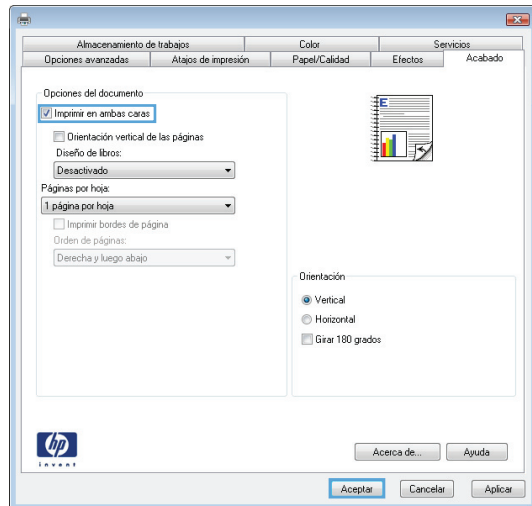 Almacenamiento de trabajos
Color
Servicios
Opciones avanzadas
Atajos de impresión
Papel/Calidad
Efectos
Acabado
Opciones del documento
Imprimir en ambas caras
Orientación vertical de las páginas
Diseño de libros:
Desactivado
Páginas por hoja:
1 página por hoja
Imprimir bordes de página
Orden de páginas:
Derecha y luego abajo
E
Orientación
Vertical
Horizontal
Girar 180 grados
hp
invent
Acerca de...
Ayuda
Aceptar
Cancelar
Aplicar